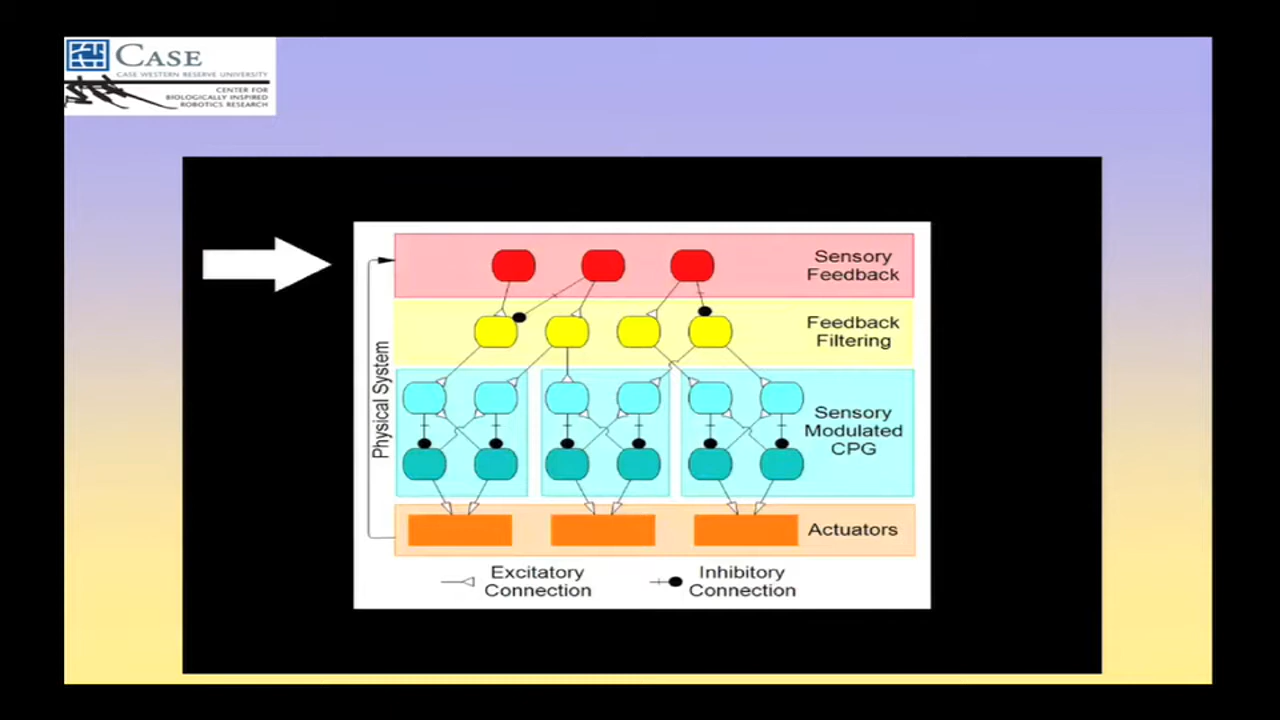 CASE
CASE WESTERN RESERVE UNIVERSITY
CENTER FOR
BIOLOGICALLY INSPIRED
ROBOTICS RESEARCH
Sensory
Feedback
Feedback
Filtering
Physical System
Sensory
Modulated
CPG
Actuators
Excitatory
Connection
Inhibitory
Connection